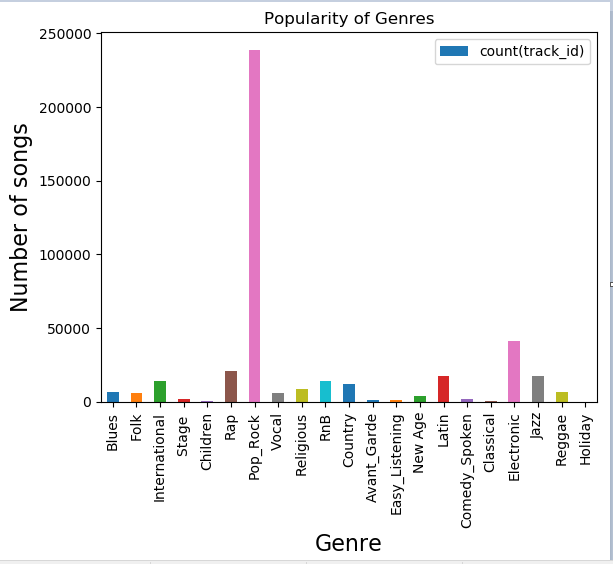 Popularity of Genres
count(track_id)
Number of songs
250000
200000
150000
100000
50000
0
Blues
Folk
International
Stage
Children
Rap
Pop_Rock
Vocal
Religious
RnB
Country
Avant_Garde
Easy_Listening
New Age
Latin
Comedy_Spoken
Classical
Electronic
Jazz
Reggae
Holiday
Genre